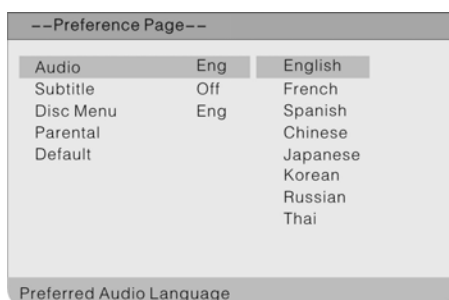 --Preference Page--
Audio Eng English
Subtitle Off French
Disc Menu Eng Spanish
Parental Chinese
Default Japanese
Korean
Russian
Thai
Preferred Audio Language